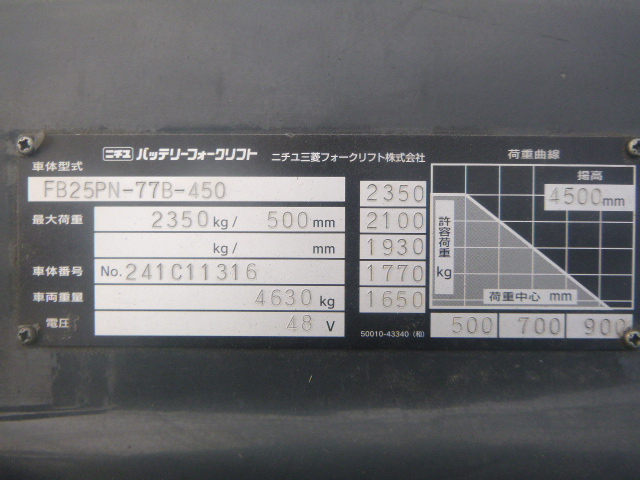 ニチユ バッテリーフォークリフト ニチユ三菱フォークリフト株式会社
車体型式
FB25PN-77B-450
最大荷重 2350kg/ 500mm
kg/ mm
車体番号 No.241C11316
車両重量 4630kg
電圧 48V
2350
2100
1930
1770
1650
50010-43340 (和)
荷重曲線
揚高
4500mm
許容荷重 kg
荷重中心 mm
500 700 900